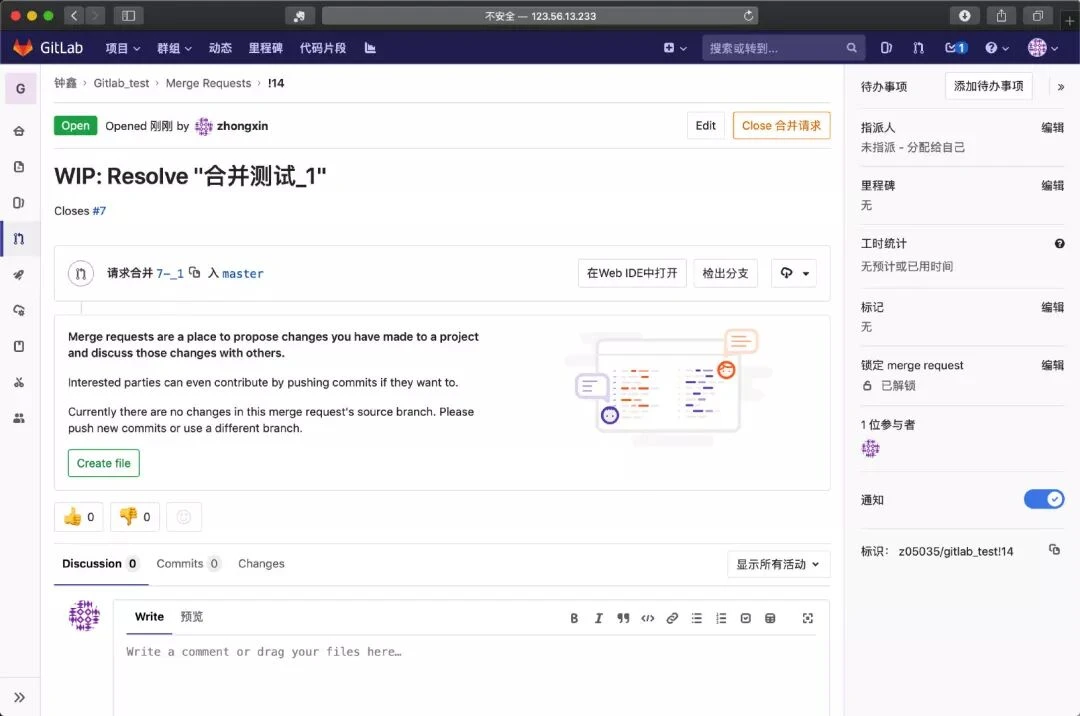 不安全 — 123.56.13.233
GitLab 项目 群组 动态 里程碑 代码片段 搜索或转到... 1
G
钟鑫 › Gitlab_test › Merge Requests › !14
Open Opened 刚刚 by zhongxin Edit Close 合并请求
WIP: Resolve "合并测试_1"
Closes #7
请求合并 7-_1 入 master 在Web IDE中打开 检出分支
Merge requests are a place to propose changes you have made to a project
and discuss those changes with others.
Interested parties can even contribute by pushing commits if they want to.
Currently there are no changes in this merge request's source branch. Please
push new commits or use a different branch.
Create file
👍 0 👎 0
Discussion 0 Commits 0 Changes 显示所有活动
Write 预览
Write a comment or drag your files here…
待办事项 添加待办事项 »
指派人 编辑
未指派 - 分配给自己
里程碑 编辑
无
工时统计
无预计或已用时间
标记 编辑
无
锁定 merge request 编辑
已解锁
1 位参与者
通知
标识： z05035/gitlab_test!14